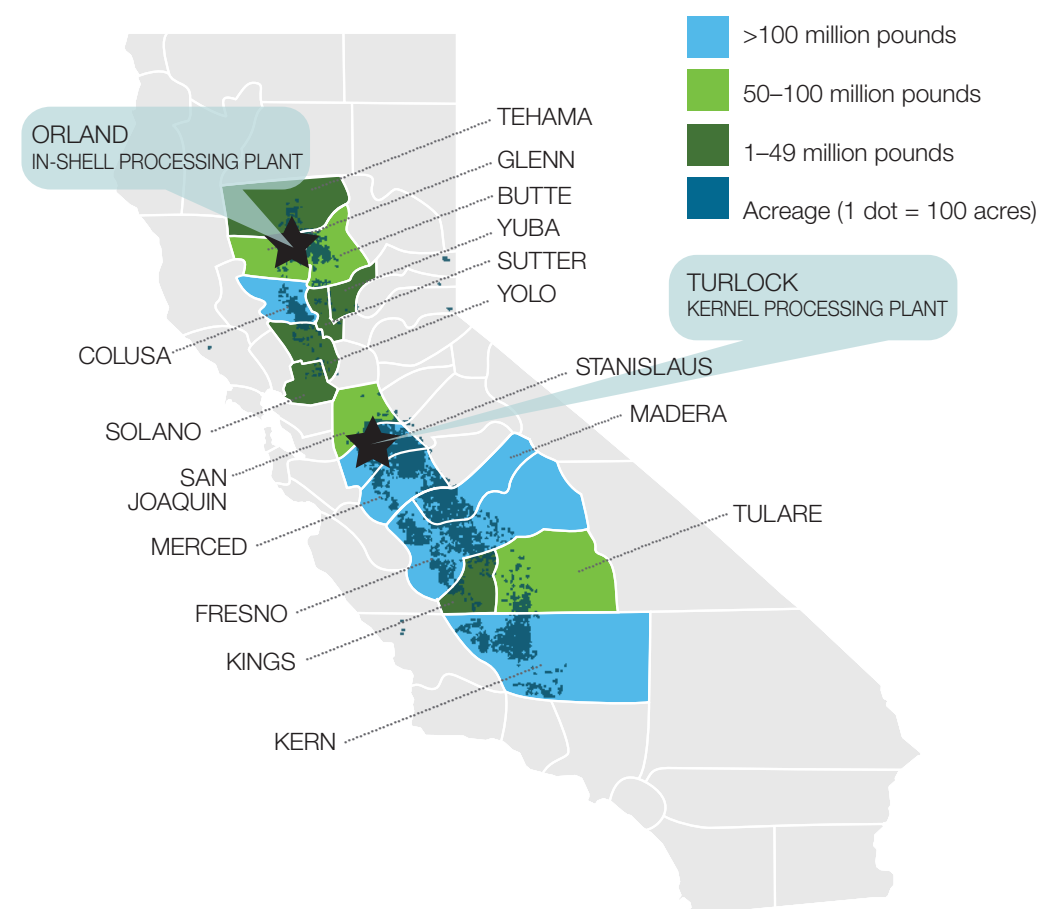 >100 million pounds
50–100 million pounds
1–49 million pounds
Acreage (1 dot = 100 acres)
ORLAND
IN-SHELL PROCESSING PLANT
TEHAMA
GLENN
BUTTE
YUBA
SUTTER
YOLO
TURLOCK
KERNEL PROCESSING PLANT
COLUSA
STANISLAUS
MADERA
SOLANO
SAN
JOAQUIN
TULARE
MERCED
FRESNO
KINGS
KERN